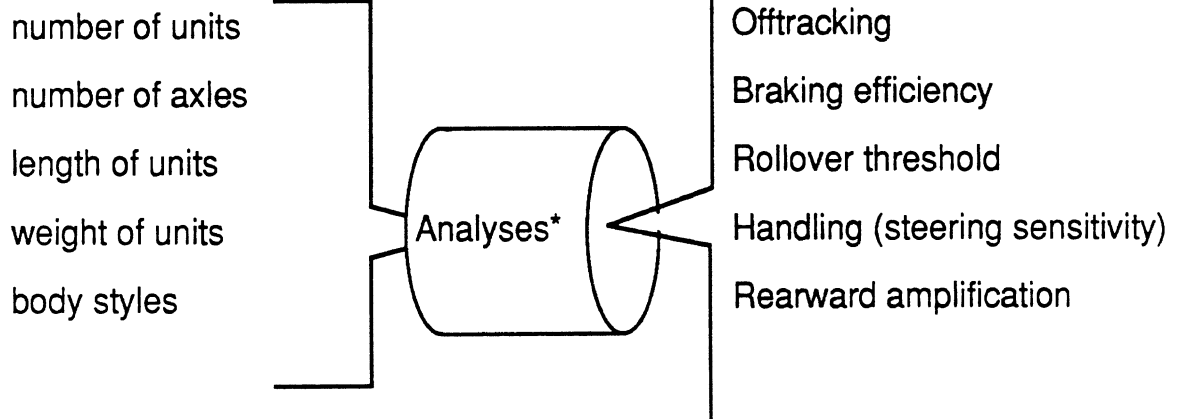 number of units
number of axles
length of units
weight of units
body styles
Analyses*
Offtracking
Braking efficiency
Rollover threshold
Handling (steering sensitivity)
Rearward amplification